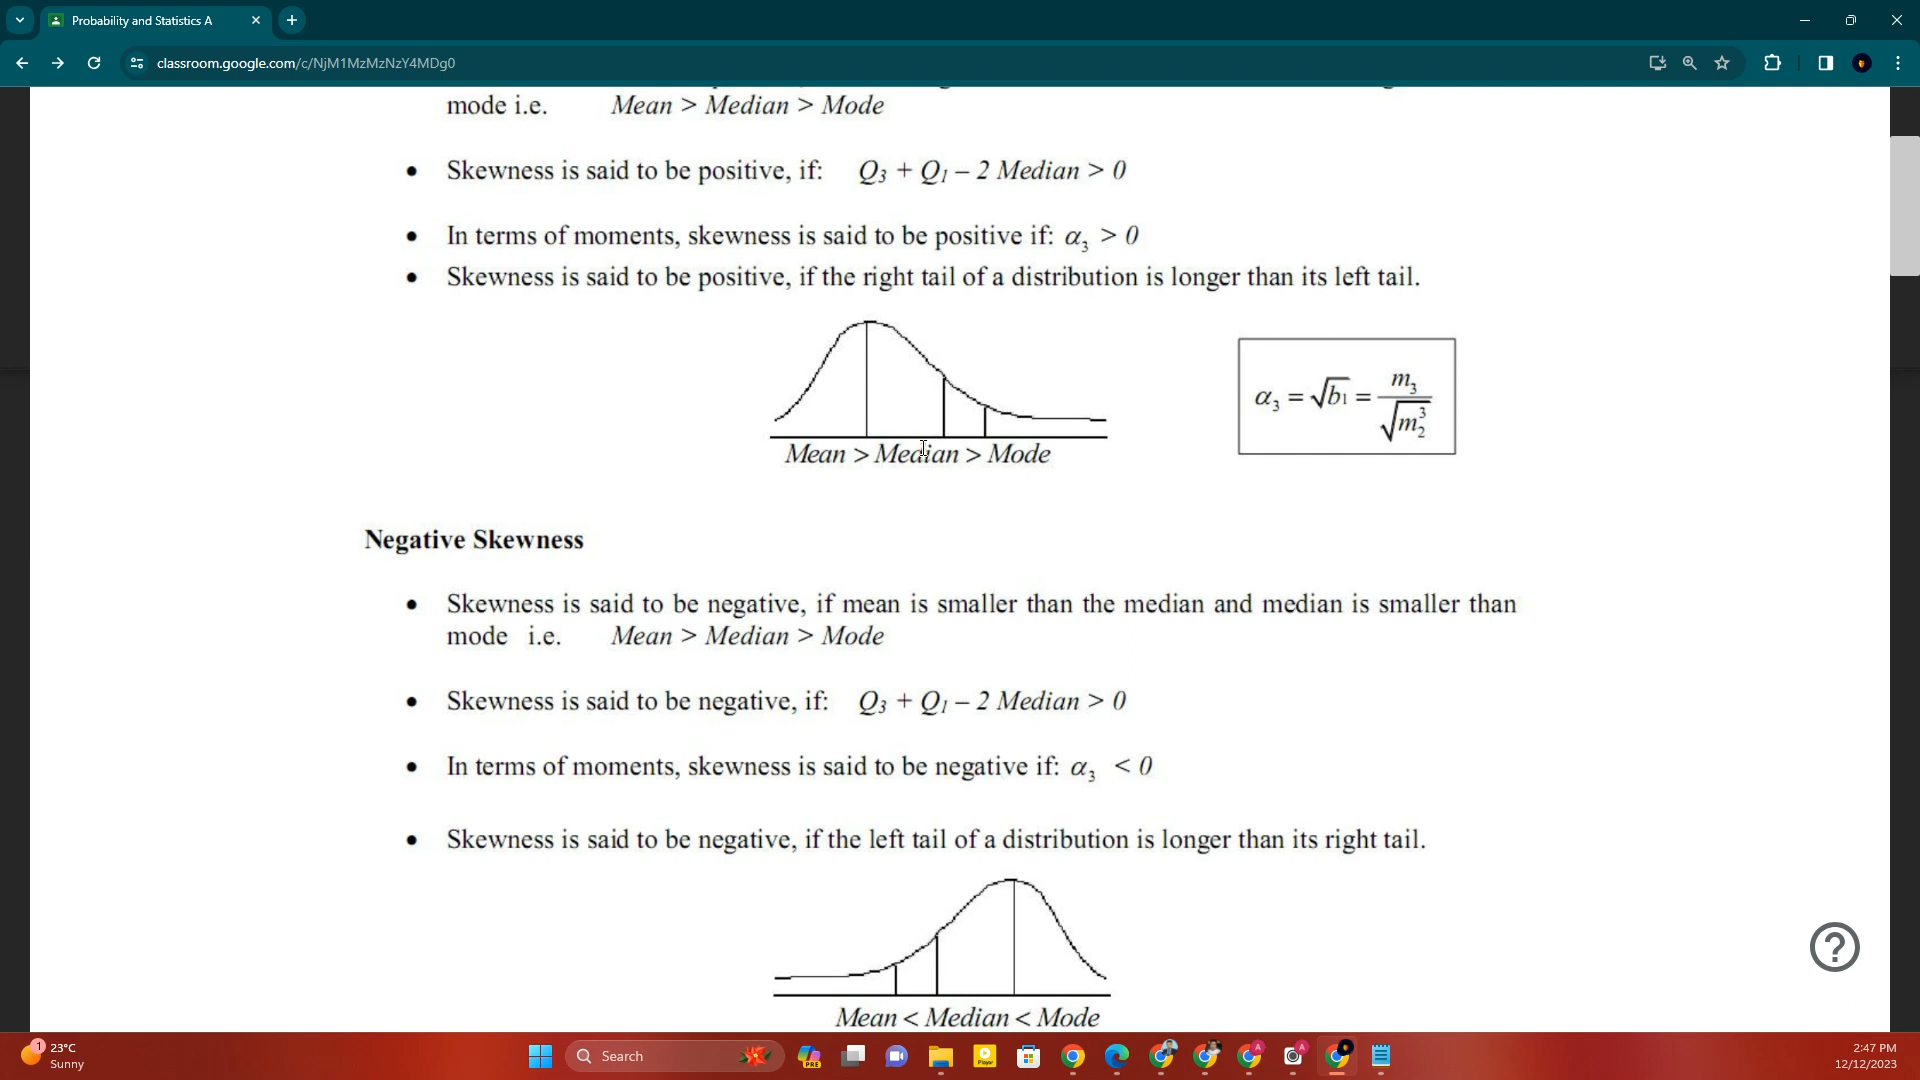 Probability and Statistics A
classroom.google.com/c/NjM1MzMzNzY4MDg0
mode i.e. Mean > Median > Mode
• Skewness is said to be positive, if: Q3 + Q1 – 2 Median > 0
• In terms of moments, skewness is said to be positive if: α3 > 0
• Skewness is said to be positive, if the right tail of a distribution is longer than its left tail.
α3 = √b1 = m3 / √m2^3
Mean > Median > Mode
Negative Skewness
• Skewness is said to be negative, if mean is smaller than the median and median is smaller than
mode i.e. Mean > Median > Mode
• Skewness is said to be negative, if: Q3 + Q1 – 2 Median > 0
• In terms of moments, skewness is said to be negative if: α3 < 0
• Skewness is said to be negative, if the left tail of a distribution is longer than its right tail.
Mean < Median < Mode
1
23°C
Sunny
Search
PRE
2:47 PM
12/12/2023